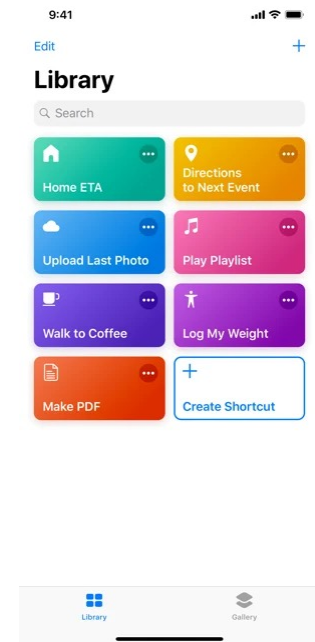 9:41
Edit
Library
Search
Home ETA
Directions
to Next Event
Upload Last Photo
Play Playlist
Walk to Coffee
Log My Weight
Make PDF
Create Shortcut
Library
Gallery